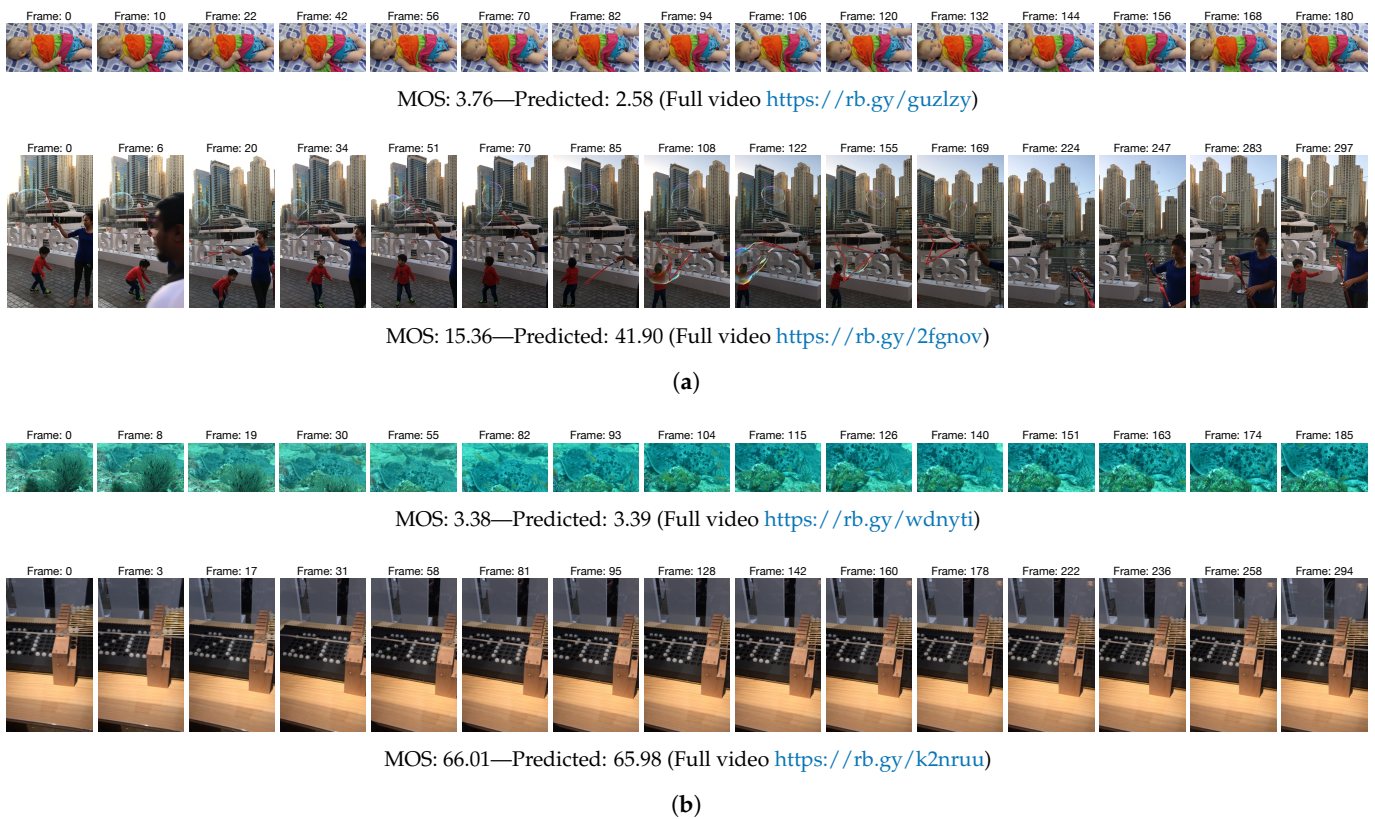 Frame: 0 Frame: 10 Frame: 22 Frame: 42 Frame: 56 Frame: 70 Frame: 82 Frame: 94 Frame: 106 Frame: 120 Frame: 132 Frame: 144 Frame: 156 Frame: 168 Frame: 180
MOS: 3.76—Predicted: 2.58 (Full video https://rb.gy/guzlzy)
Frame: 0 Frame: 6 Frame: 20 Frame: 34 Frame: 51 Frame: 70 Frame: 85 Frame: 108 Frame: 122 Frame: 155 Frame: 169 Frame: 224 Frame: 247 Frame: 283 Frame: 297
MOS: 15.36—Predicted: 41.90 (Full video https://rb.gy/2fgnov)
(a)
Frame: 0 Frame: 8 Frame: 19 Frame: 30 Frame: 55 Frame: 82 Frame: 93 Frame: 104 Frame: 115 Frame: 126 Frame: 140 Frame: 151 Frame: 163 Frame: 174 Frame: 185
MOS: 3.38—Predicted: 3.39 (Full video https://rb.gy/wdnyti)
Frame: 0 Frame: 3 Frame: 17 Frame: 31 Frame: 58 Frame: 81 Frame: 95 Frame: 128 Frame: 142 Frame: 160 Frame: 178 Frame: 222 Frame: 236 Frame: 258 Frame: 294
MOS: 66.01—Predicted: 65.98 (Full video https://rb.gy/k2nruu)
(b)